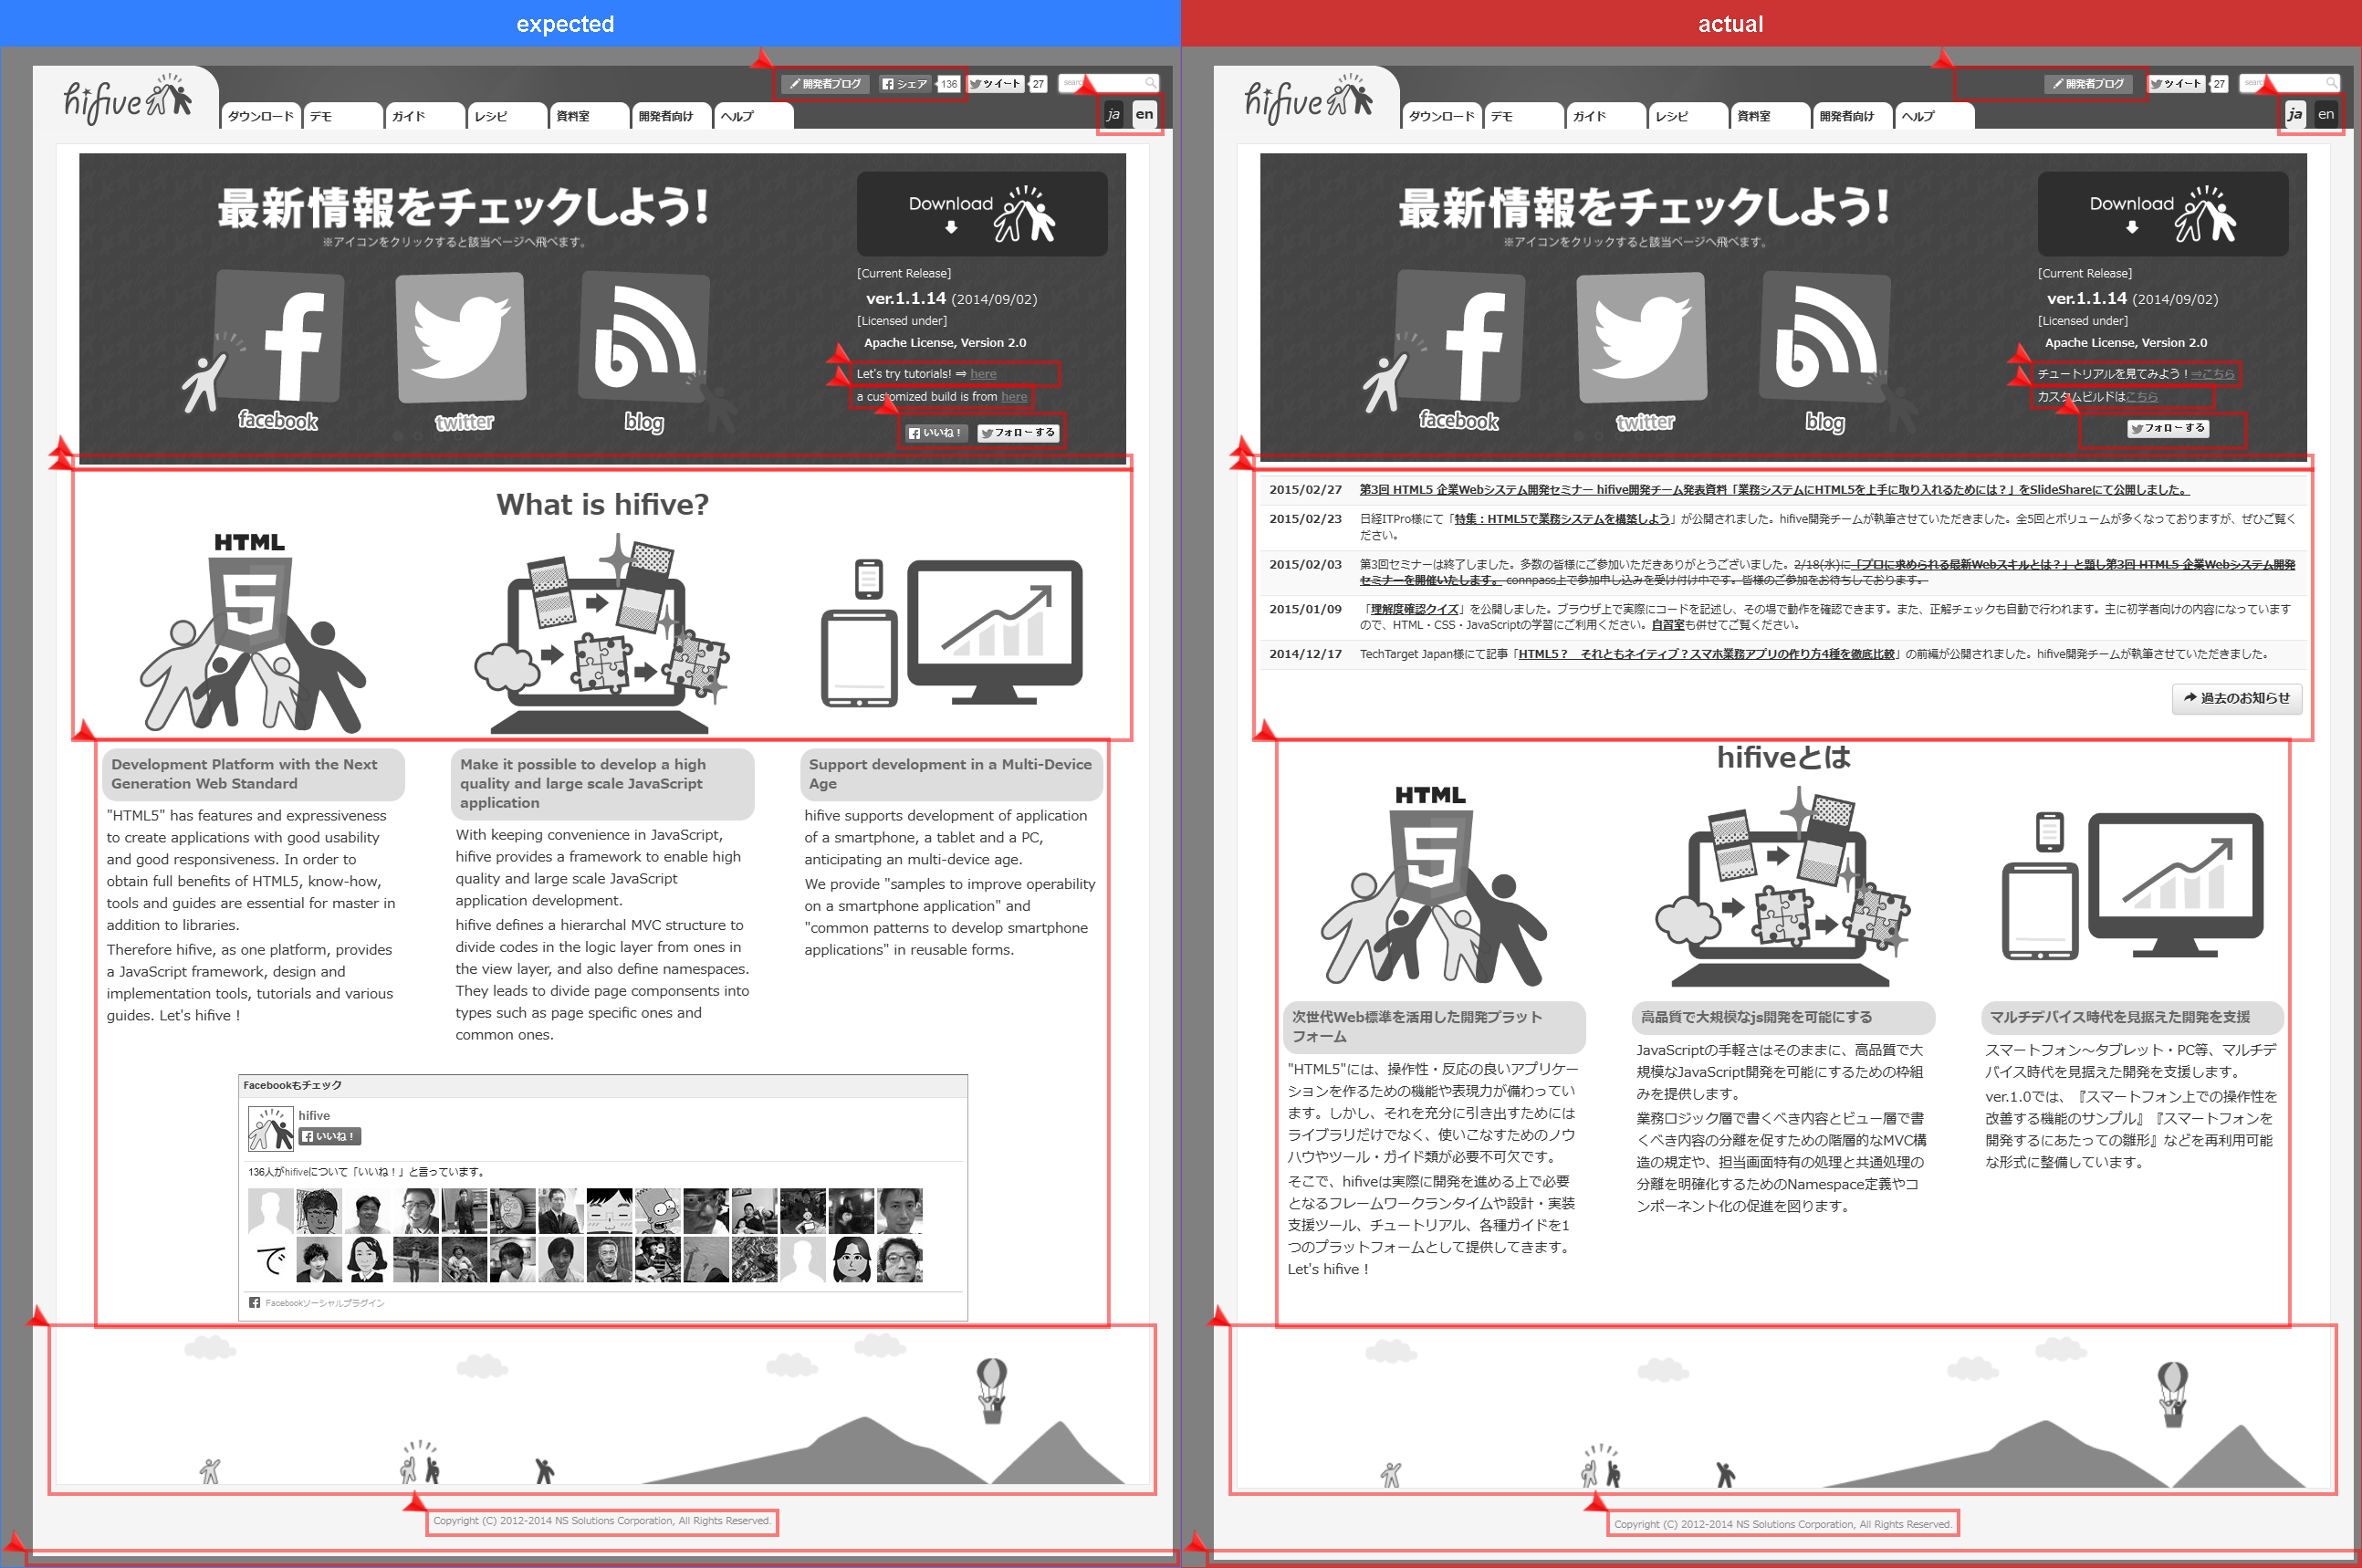 expected
hifive
開発者ブログ
シェア
136
ツイート
27
search
ダウンロード
デモ
ガイド
レシピ
資料室
開発者向け
ヘルプ
ja
en
最新情報をチェックしよう!
※アイコンをクリックすると該当ページへ飛べます。
facebook
twitter
blog
Download
[Current Release]
ver.1.1.14 (2014/09/02)
[Licensed under]
Apache License, Version 2.0
Let's try tutorials! ⇒ here
a customized build is from here
いいね！
フォローする
What is hifive?
HTML
5
Development Platform with the Next
Generation Web Standard
"HTML5" has features and expressiveness
to create applications with good usability
and good responsiveness. In order to
obtain full benefits of HTML5, know-how,
tools and guides are essential for master in
addition to libraries.
Therefore hifive, as one platform, provides
a JavaScript framework, design and
implementation tools, tutorials and various
guides. Let's hifive !
Make it possible to develop a high
quality and large scale JavaScript
application
With keeping convenience in JavaScript,
hifive provides a framework to enable high
quality and large scale JavaScript
application development.
hifive defines a hierarchal MVC structure to
divide codes in the logic layer from ones in
the view layer, and also define namespaces.
They leads to divide page componsents into
types such as page specific ones and
common ones.
Support development in a Multi-Device
Age
hifive supports development of application
of a smartphone, a tablet and a PC,
anticipating an multi-device age.
We provide "samples to improve operability
on a smartphone application" and
"common patterns to develop smartphone
applications" in reusable forms.
Facebookもチェック
hifive
いいね！
136人がhifiveについて「いいね！」と言っています。
で
Facebookソーシャルプラグイン
Copyright (C) 2012-2014 NS Solutions Corporation, All Rights Reserved.
actual
hifive
開発者ブログ
ツイート
27
search
ダウンロード
デモ
ガイド
レシピ
資料室
開発者向け
ヘルプ
ja
en
最新情報をチェックしよう!
※アイコンをクリックすると該当ページへ飛べます。
facebook
twitter
blog
Download
[Current Release]
ver.1.1.14 (2014/09/02)
[Licensed under]
Apache License, Version 2.0
チュートリアルを見てみよう！⇒こちら
カスタムビルドはこちら
フォローする
2015/02/27 第3回 HTML5 企業Webシステム開発セミナー hifive開発チーム発表資料「業務システムにHTML5を上手に取り入れるためには？」をSlideShareにて公開しました。
2015/02/23 日経ITPro様にて「特集：HTML5で業務システムを構築しよう」が公開されました。hifive開発チームが執筆させていただきました。全5回とボリュームが多くなっておりますが、ぜひご覧く
ださい。
2015/02/03 第3回セミナーは終了しました。多数の皆様にご参加いただきありがとうございました。2/18(水)に「プロに求められる最新Webスキルとは？」と題し第3回 HTML5 企業Webシステム開発
セミナーを開催いたします。 connpass上で参加申し込みを受け付け中です。皆様のご参加をお待ちしております。
2015/01/09 「理解度確認クイズ」を公開しました。ブラウザ上で実際にコードを記述し、その場で動作を確認できます。また、正解チェックも自動で行われます。主に初学者向けの内容になっています
ので、HTML・CSS・JavaScriptの学習にご利用ください。自習室も併せてご覧ください。
2014/12/17 TechTarget Japan様にて記事「HTML5？　それともネイティブ？スマホ業務アプリの作り方4種を徹底比較」の前編が公開されました。hifive開発チームが執筆させていただきました。
過去のお知らせ
hifiveとは
HTML
5
次世代Web標準を活用した開発プラット
フォーム
"HTML5"には、操作性・反応の良いアプリケー
ションを作るための機能や表現力が備わってい
ます。しかし、それを充分に引き出すためには
ライブラリだけでなく、使いこなすためのノウ
ハウやツール・ガイド類が必要不可欠です。
そこで、hifiveは実際に開発を進める上で必要
となるフレームワークランタイムや設計・実装
支援ツール、チュートリアル、各種ガイドを1
つのプラットフォームとして提供してきます。
Let's hifive !
高品質で大規模なjs開発を可能にする
JavaScriptの手軽さはそのままに、高品質で大
規模なJavaScript開発を可能にするための枠組
みを提供します。
業務ロジック層で書くべき内容とビュー層で書
くべき内容の分離を促すための階層的なMVC構
造の規定や、担当画面特有の処理と共通処理の
分離を明確化するためのNamespace定義やコ
ンポーネント化の促進を図ります。
マルチデバイス時代を見据えた開発を支援
スマートフォン～タブレット・PC等、マルチデ
バイス時代を見据えた開発を支援します。
ver.1.0では、『スマートフォン上での操作性を
改善する機能のサンプル』『スマートフォンを
開発するにあたっての雛形』などを再利用可能
な形式に整備しています。
Copyright (C) 2012-2014 NS Solutions Corporation, All Rights Reserved.